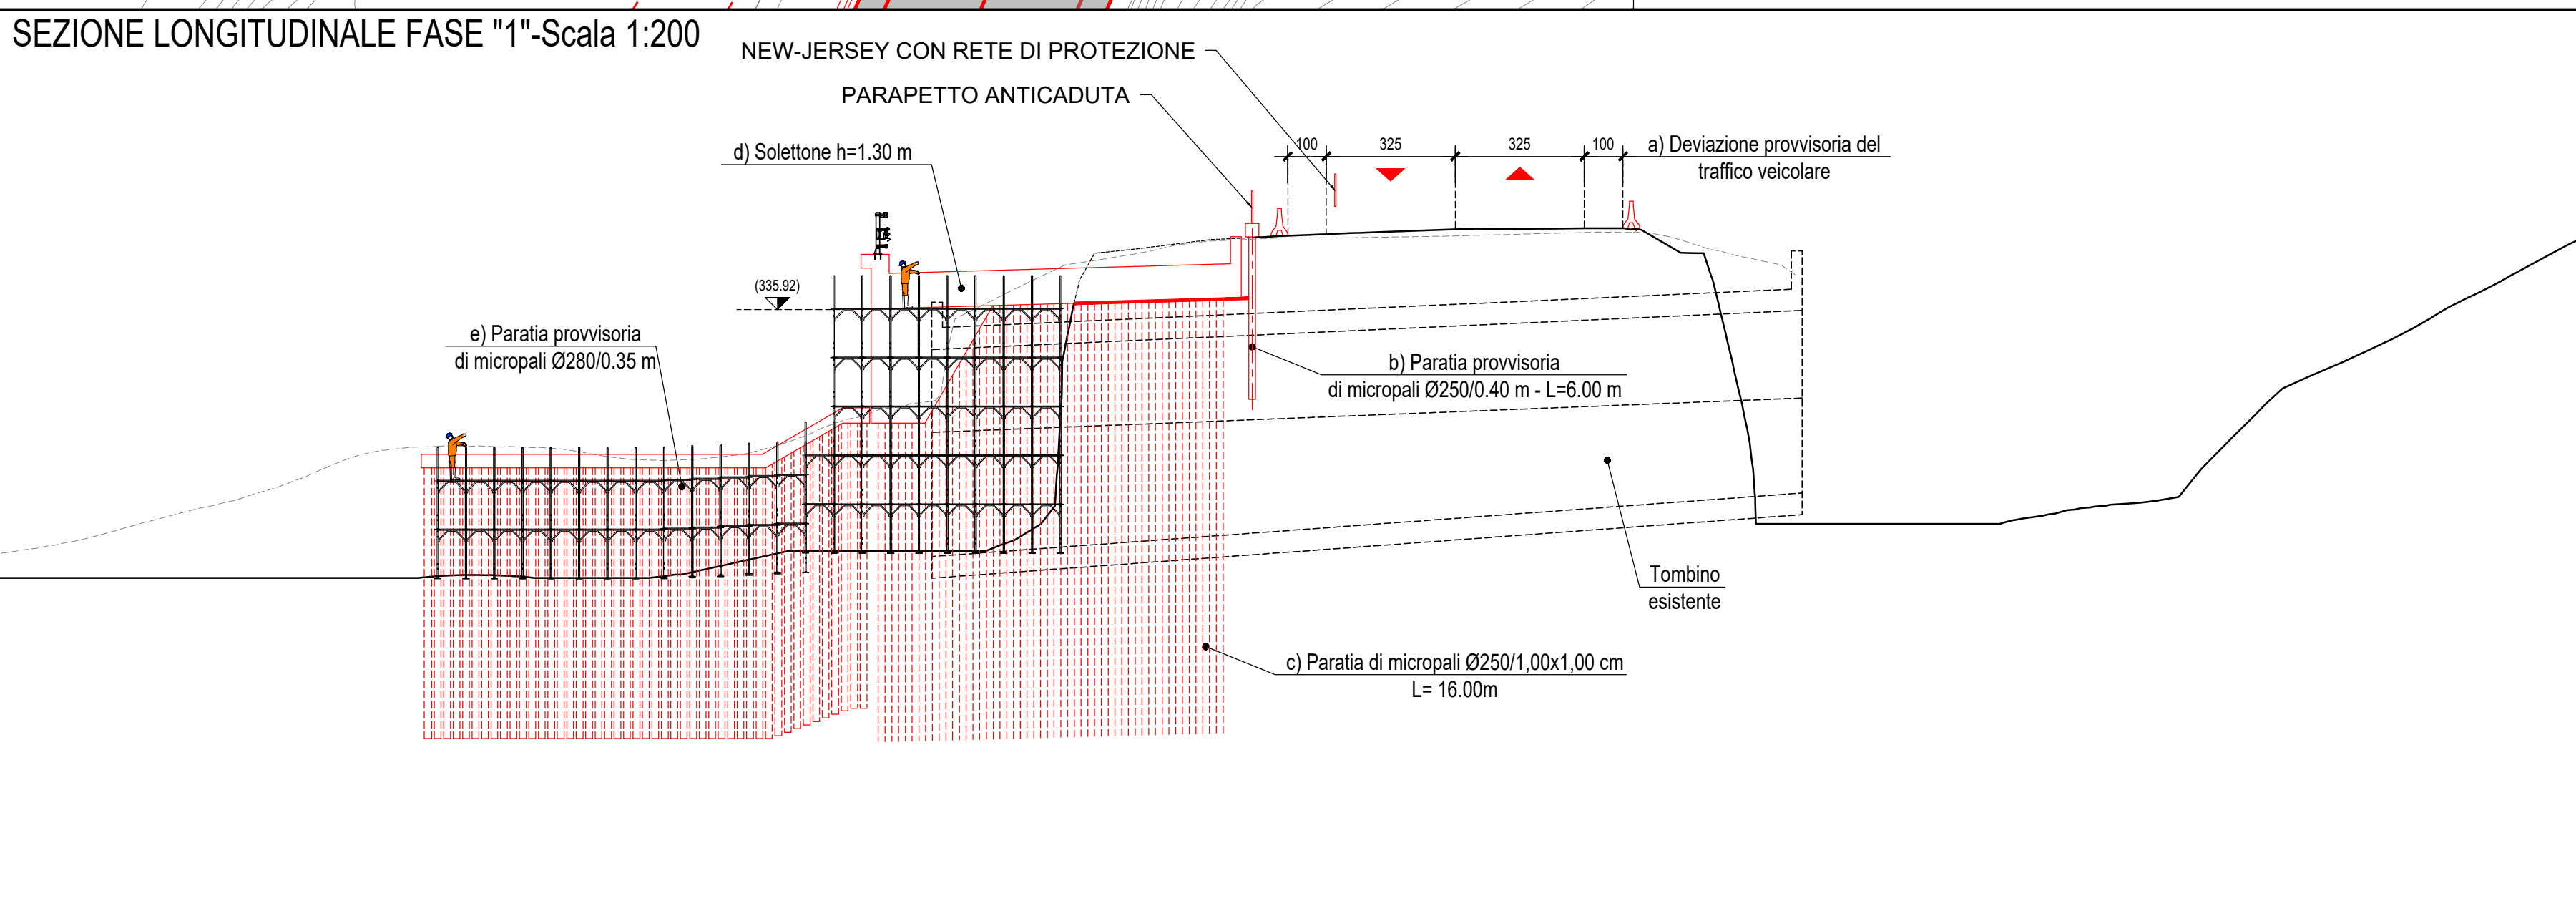 SEZIONE LONGITUDINALE FASE "1"-Scala 1:200
NEW-JERSEY CON RETE DI PROTEZIONE
PARAPETTO ANTICADUTA
d) Solettone h=1.30 m
100
325
325
100
a) Deviazione provvisoria del
traffico veicolare
(335.92)
e) Paratia provvisoria
di micropali Ø280/0.35 m
b) Paratia provvisoria
di micropali Ø250/0.40 m - L=6.00 m
Tombino
esistente
c) Paratia di micropali Ø250/1,00x1,00 cm
L= 16.00m